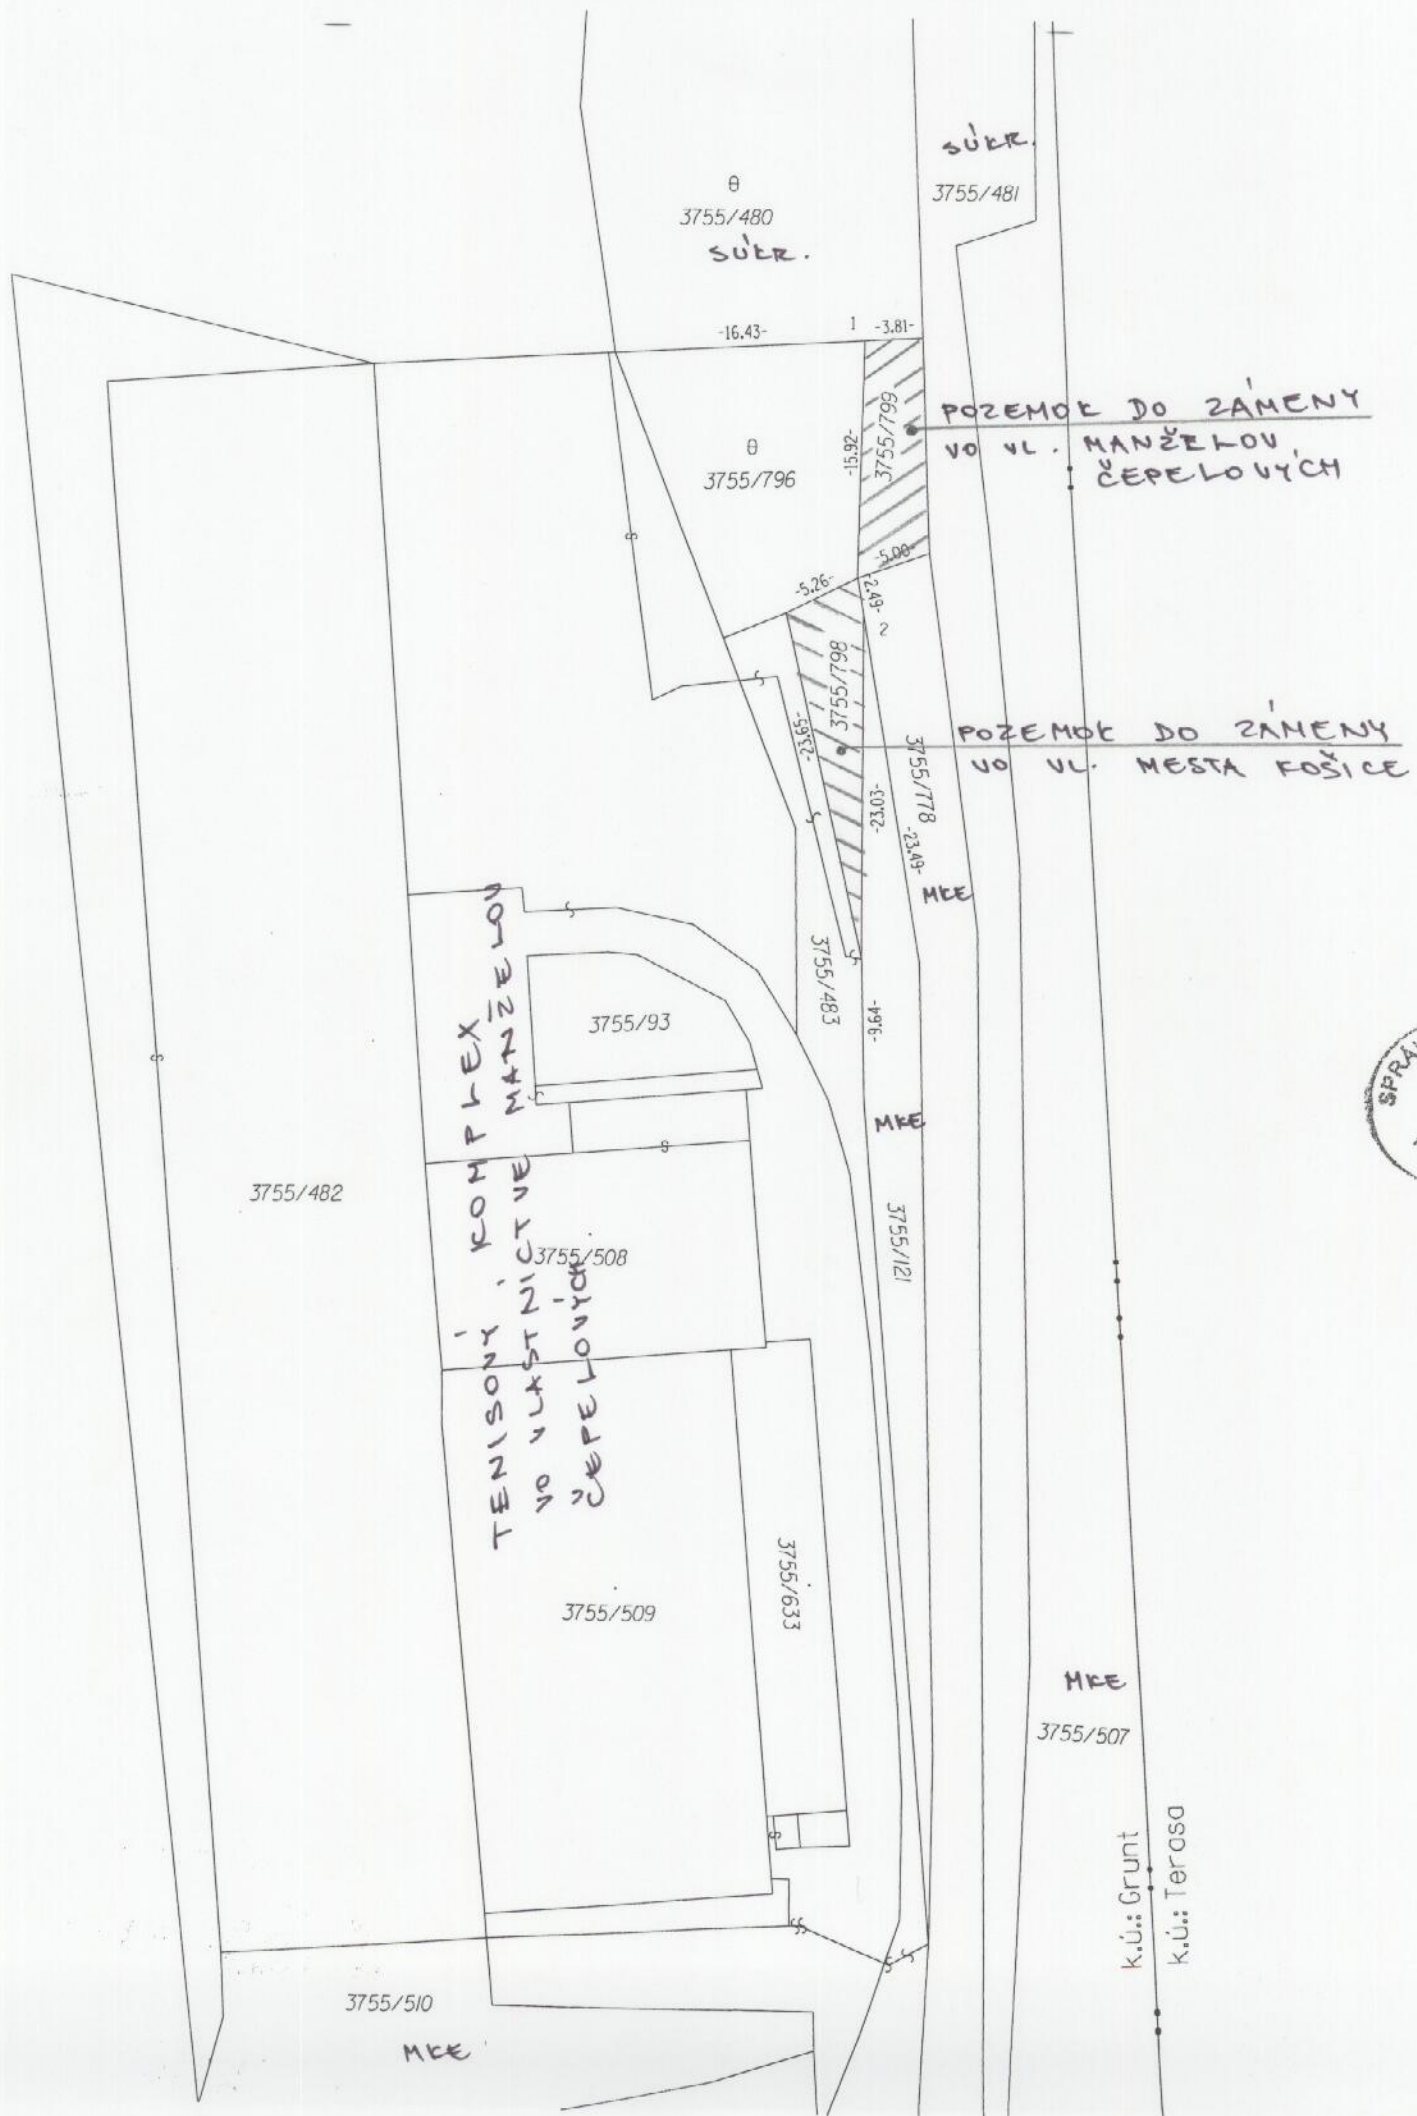 SÚKR.
3755/481
3755/480
SÚKR.
-16.43-
1
-3.81-
3755/799
-15.92-
POZEMOK DO ZÁMENY
VO VL. MANŽELOV
ČEPELOVÝCH
3755/796
-5.00-
-5.26-
-2.49-
2
3755/798
-23.65-
POZEMOK DO ZÁMENY
VO VL. MESTA KOŠICE
3755/778
-23.03-
-23.49-
MKE
3755/483
-9.64-
3755/93
MKE
3755/482
TENISOVÝ KOMPLEX
VO VLASTNÍCTVE MANŽELOV
ČEPELOVÝCH
3755/508
3755/121
3755/509
3755/633
MKE
3755/507
k.ú.: Grunt
k.ú.: Terasa
3755/510
MKE